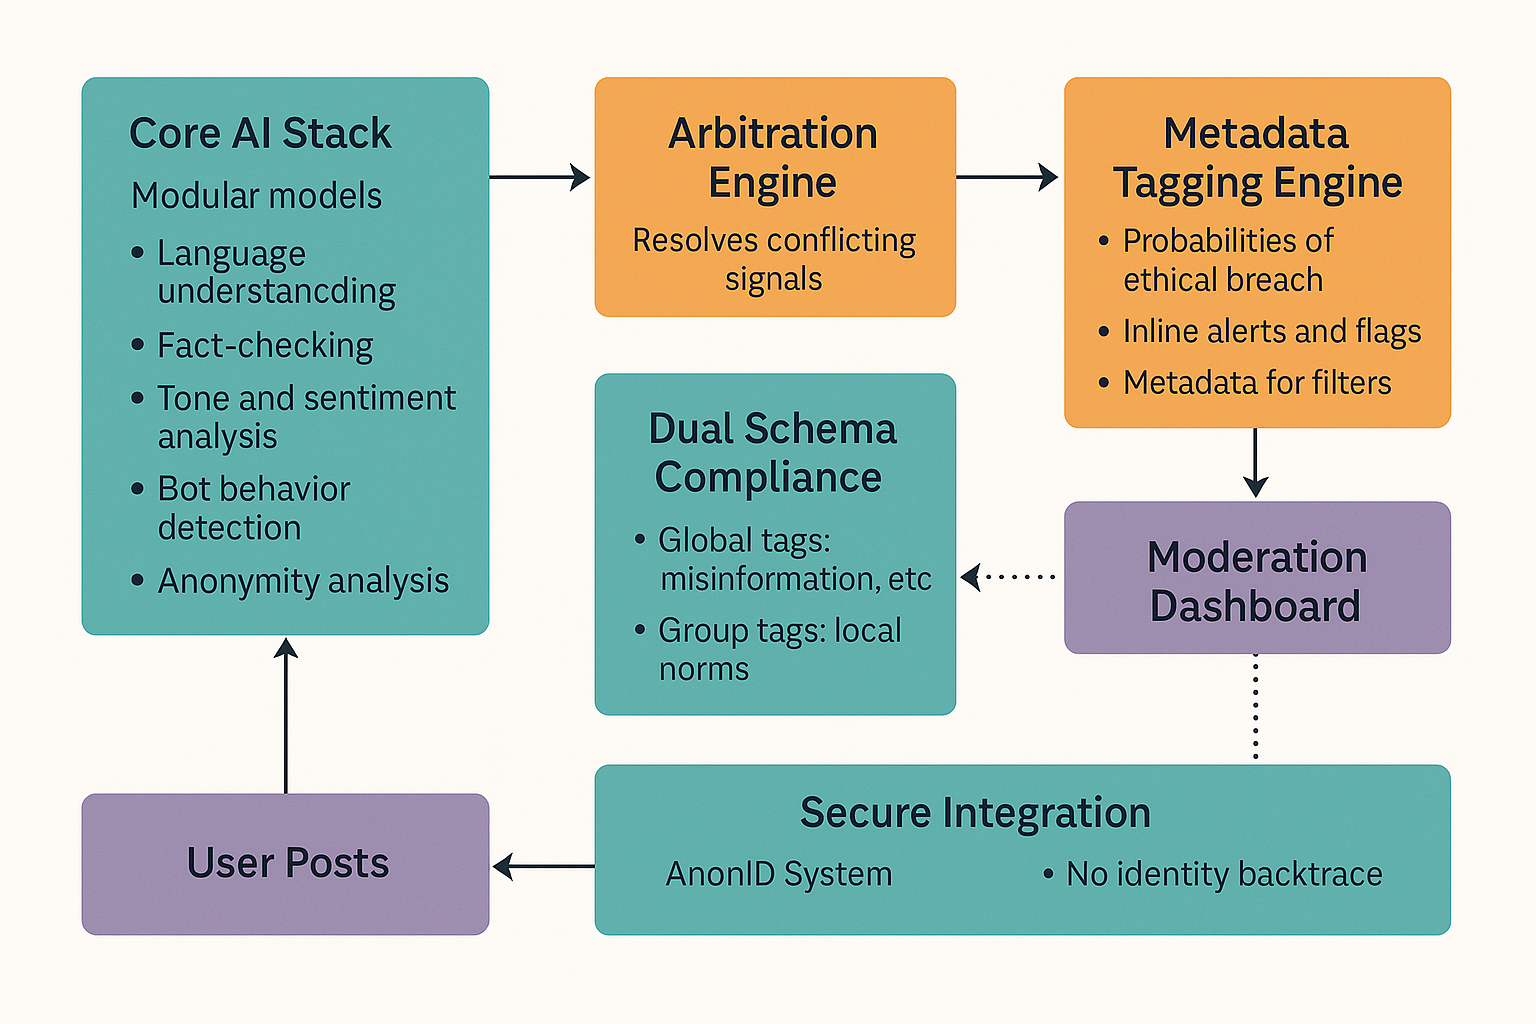 Core AI Stack
Modular models
• Language
understancding
• Fact-checking
• Tone and sentiment
analysis
• Bot behavior
detection
• Anonymity analysis
Arbitration
Engine
Resolves conflicting
signals
Metadata
Tagging Engine
• Probabilities of
ethical breach
• Inline alerts and flags
• Metadata for filters
Dual Schema
Compliance
• Global tags:
misinformation, etc
• Group tags: local
norms
Moderation
Dashboard
User Posts
Secure Integration
AnonID System
• No identity backtrace